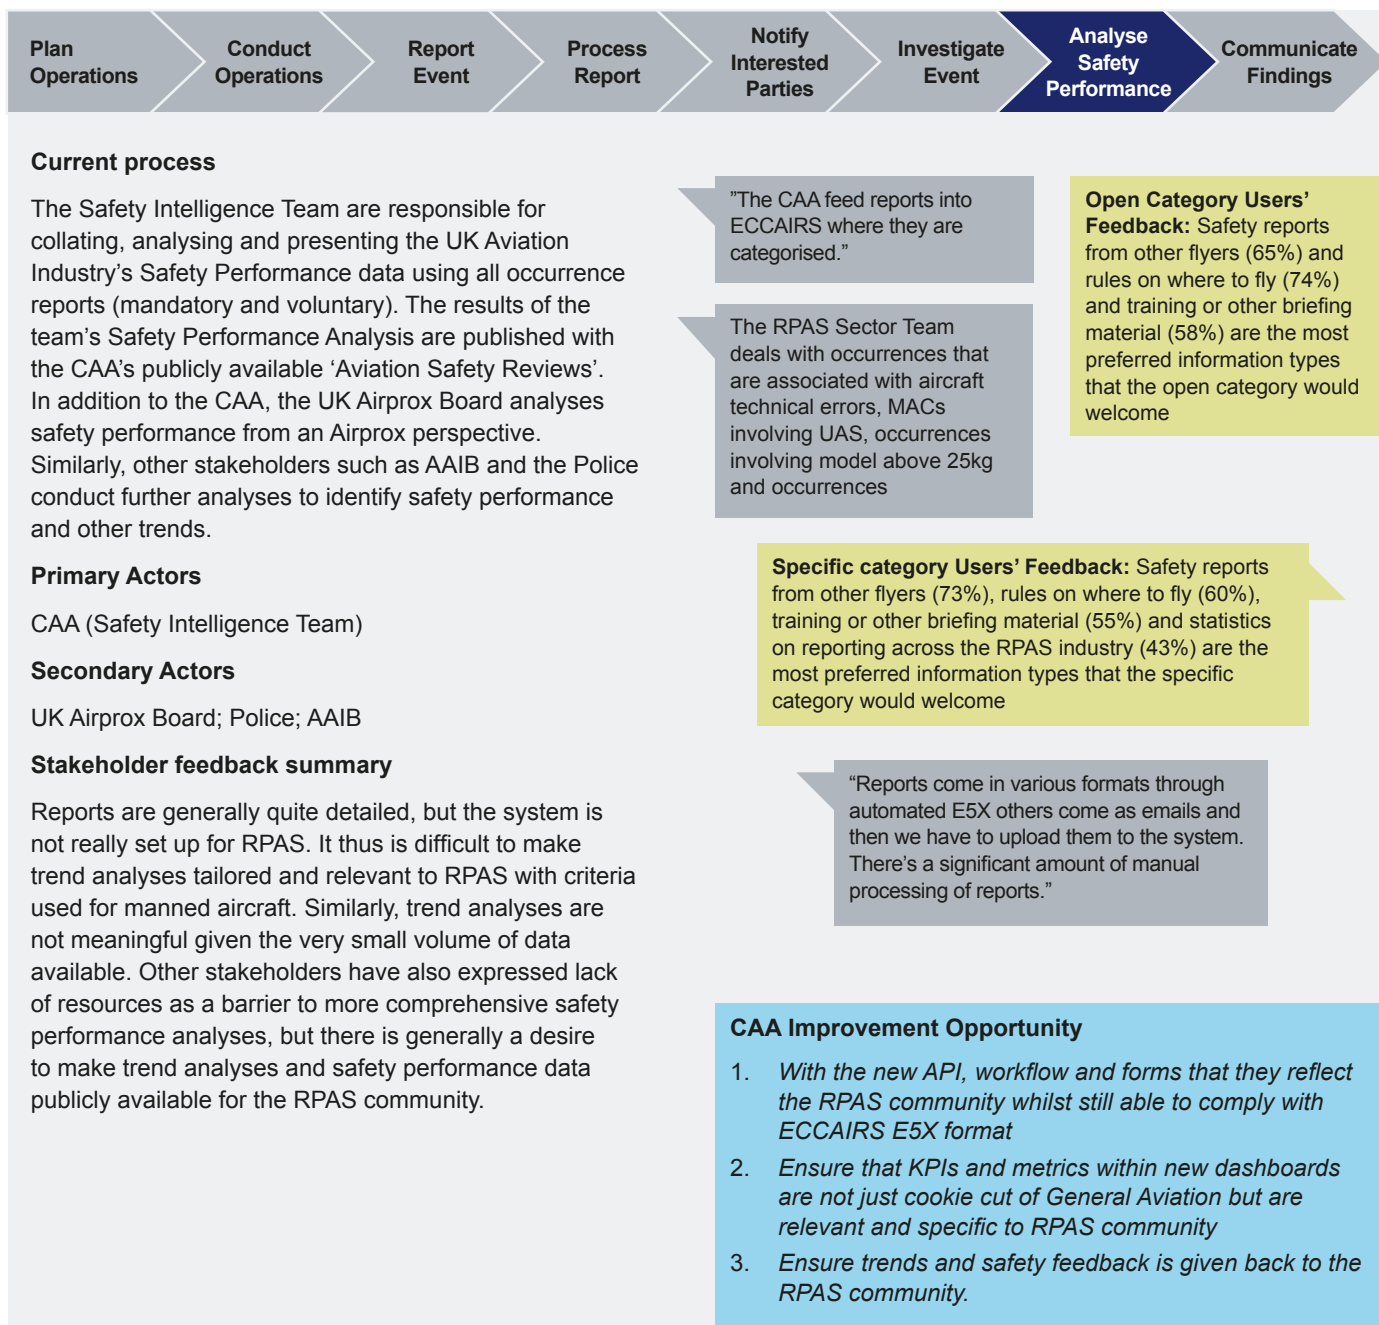 Plan
Operations
Conduct
Operations
Report
Event
Process
Report
Notify
Interested
Parties
Investigate
Event
Analyse
Safety
Performance
Communicate
Findings
Current process
The Safety Intelligence Team are responsible for
collating, analysing and presenting the UK Aviation
Industry’s Safety Performance data using all occurrence
reports (mandatory and voluntary). The results of the
team’s Safety Performance Analysis are published with
the CAA’s publicly available ‘Aviation Safety Reviews’.
In addition to the CAA, the UK Airprox Board analyses
safety performance from an Airprox perspective.
Similarly, other stakeholders such as AAIB and the Police
conduct further analyses to identify safety performance
and other trends.
Primary Actors
CAA (Safety Intelligence Team)
Secondary Actors
UK Airprox Board; Police; AAIB
Stakeholder feedback summary
Reports are generally quite detailed, but the system is
not really set up for RPAS. It thus is difficult to make
trend analyses tailored and relevant to RPAS with criteria
used for manned aircraft. Similarly, trend analyses are
not meaningful given the very small volume of data
available. Other stakeholders have also expressed lack
of resources as a barrier to more comprehensive safety
performance analyses, but there is generally a desire
to make trend analyses and safety performance data
publicly available for the RPAS community.
”The CAA feed reports into
ECCAIRS where they are
categorised.”
The RPAS Sector Team
deals with occurrences that
are associated with aircraft
technical errors, MACs
involving UAS, occurrences
involving model above 25kg
and occurrences
Open Category Users’
Feedback: Safety reports
from other flyers (65%) and
rules on where to fly (74%)
and training or other briefing
material (58%) are the most
preferred information types
that the open category would
welcome
Specific category Users’ Feedback: Safety reports
from other flyers (73%), rules on where to fly (60%),
training or other briefing material (55%) and statistics
on reporting across the RPAS industry (43%) are the
most preferred information types that the specific
category would welcome
“Reports come in various formats through
automated E5X others come as emails and
then we have to upload them to the system.
There’s a significant amount of manual
processing of reports.”
CAA Improvement Opportunity
1. With the new API, workflow and forms that they reflect
the RPAS community whilst still able to comply with
ECCAIRS E5X format
2. Ensure that KPIs and metrics within new dashboards
are not just cookie cut of General Aviation but are
relevant and specific to RPAS community
3. Ensure trends and safety feedback is given back to the
RPAS community.